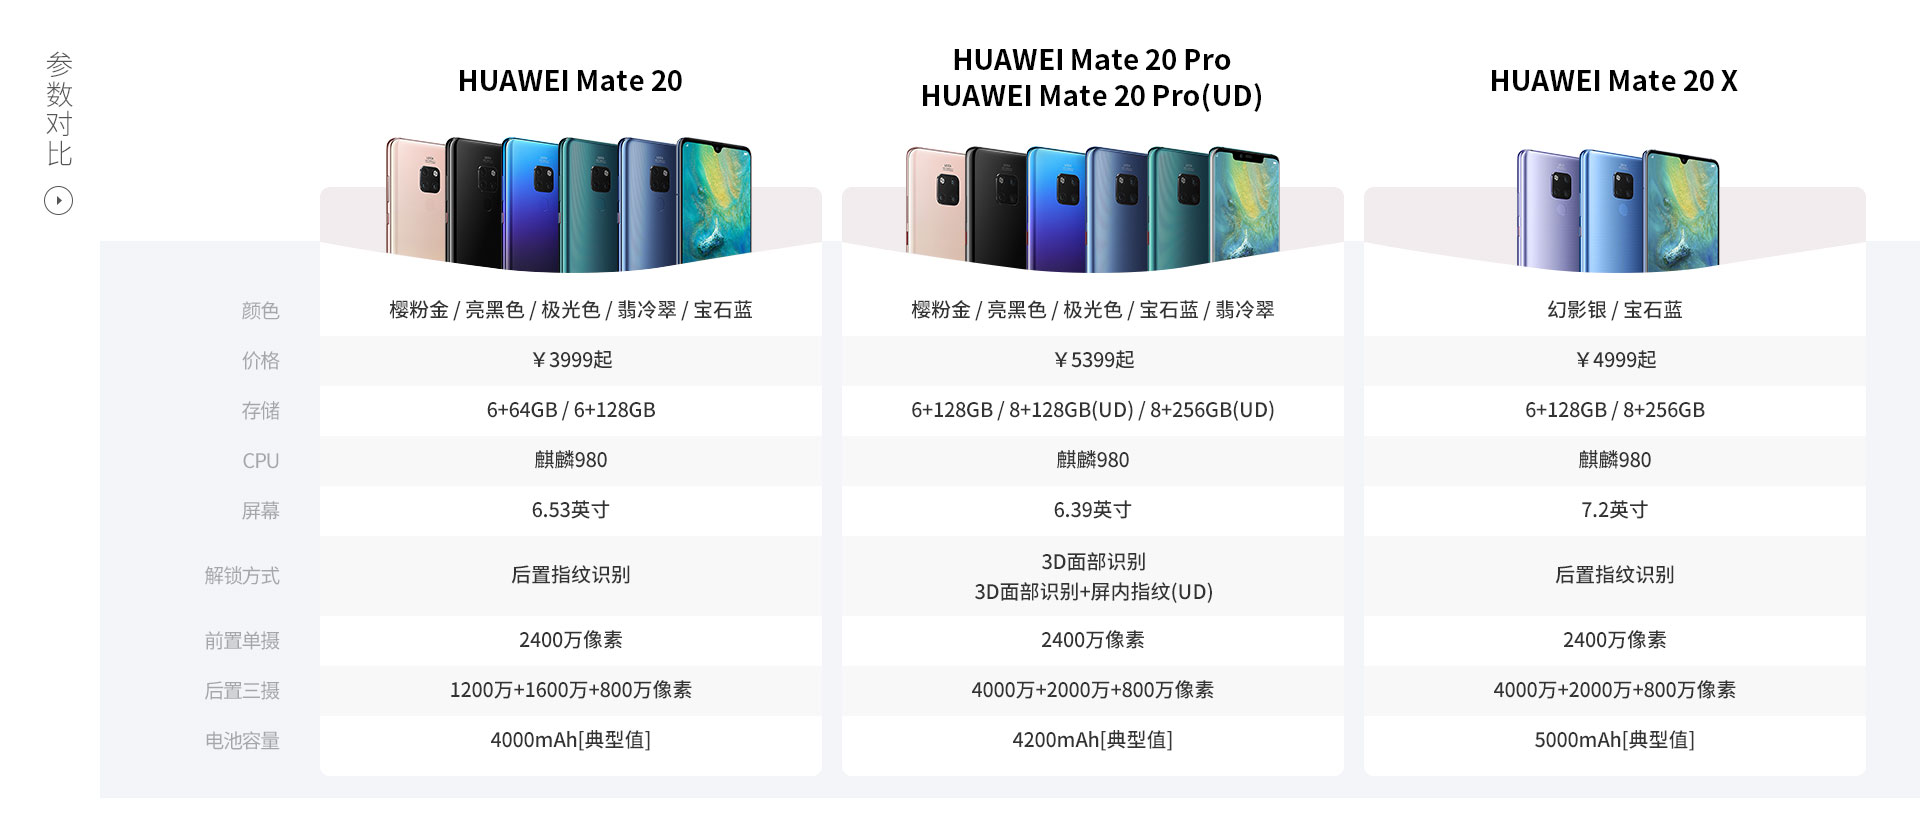 参数对比
HUAWEI Mate 20
HUAWEI Mate 20 Pro
HUAWEI Mate 20 Pro(UD)
HUAWEI Mate 20 X
颜色
樱粉金 / 亮黑色 / 极光色 / 翡冷翠 / 宝石蓝
樱粉金 / 亮黑色 / 极光色 / 宝石蓝 / 翡冷翠
幻影银 / 宝石蓝
价格
￥3999起
￥5399起
￥4999起
存储
6+64GB / 6+128GB
6+128GB / 8+128GB(UD) / 8+256GB(UD)
6+128GB / 8+256GB
CPU
麒麟980
麒麟980
麒麟980
屏幕
6.53英寸
6.39英寸
7.2英寸
解锁方式
后置指纹识别
3D面部识别
3D面部识别+屏内指纹(UD)
后置指纹识别
前置单摄
2400万像素
2400万像素
2400万像素
后置三摄
1200万+1600万+800万像素
4000万+2000万+800万像素
4000万+2000万+800万像素
电池容量
4000mAh[典型值]
4200mAh[典型值]
5000mAh[典型值]